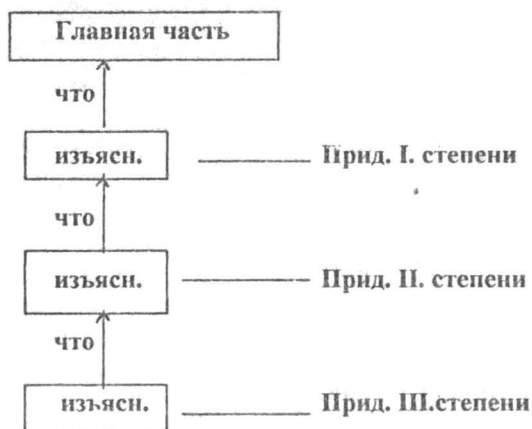 Главная часть
что
изъясн. Прид. I. степени
что
изъясн. Прид. II. степени
что
изъясн. Прид. III.степени